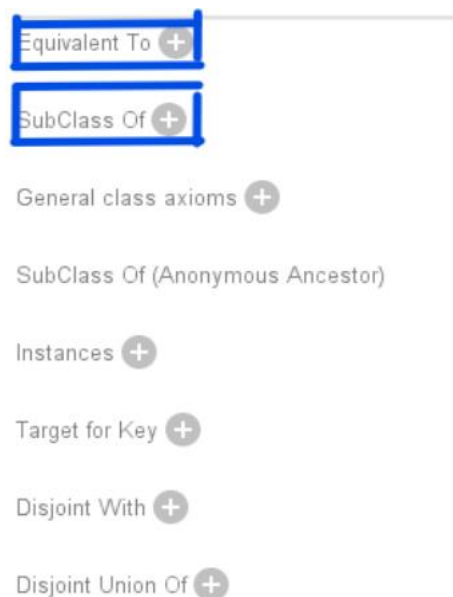 Equivalent To
SubClass Of
General class axioms
SubClass Of (Anonymous Ancestor)
Instances
Target for Key
Disjoint With
Disjoint Union Of